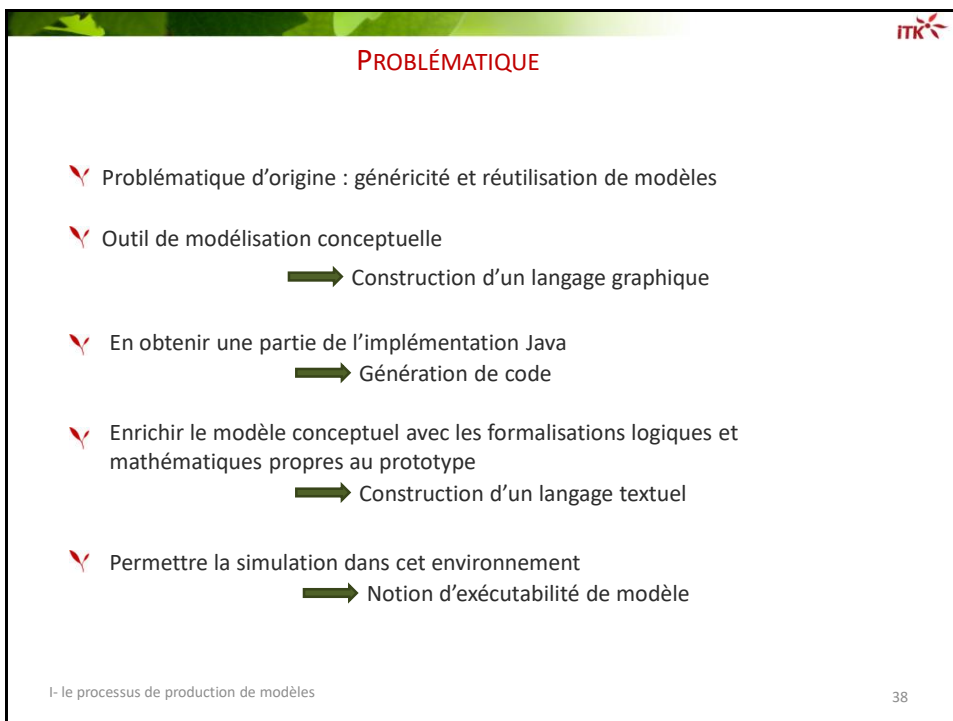 iTK
PROBLÉMATIQUE
Problématique d'origine : généricité et réutilisation de modèles
Outil de modélisation conceptuelle
Construction d'un langage graphique
En obtenir une partie de l'implémentation Java
Génération de code
Enrichir le modèle conceptuel avec les formalisations logiques et
mathématiques propres au prototype
Construction d'un langage textuel
Permettre la simulation dans cet environnement
Notion d'exécutabilité de modèle
I- le processus de production de modèles
38